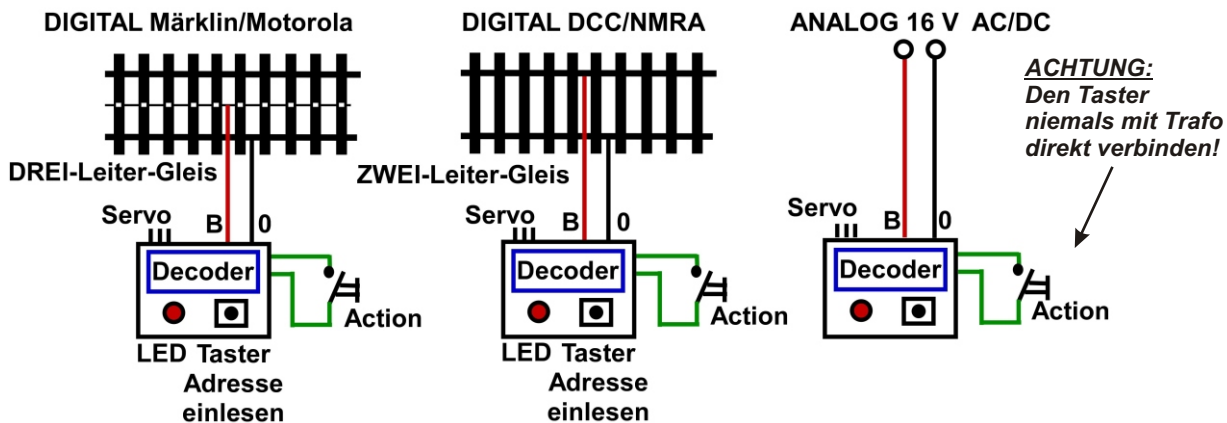 DIGITAL Märklin/Motorola
DREI-Leiter-Gleis
Servo
B
0
Decoder
Action
LED Taster
Adresse
einlesen
DIGITAL DCC/NMRA
ZWEI-Leiter-Gleis
Servo
B
0
Decoder
Action
LED Taster
Adresse
einlesen
ANALOG 16 V AC/DC
Servo
B
0
Decoder
Action
ACHTUNG:
Den Taster
niemals mit Trafo
direkt verbinden!